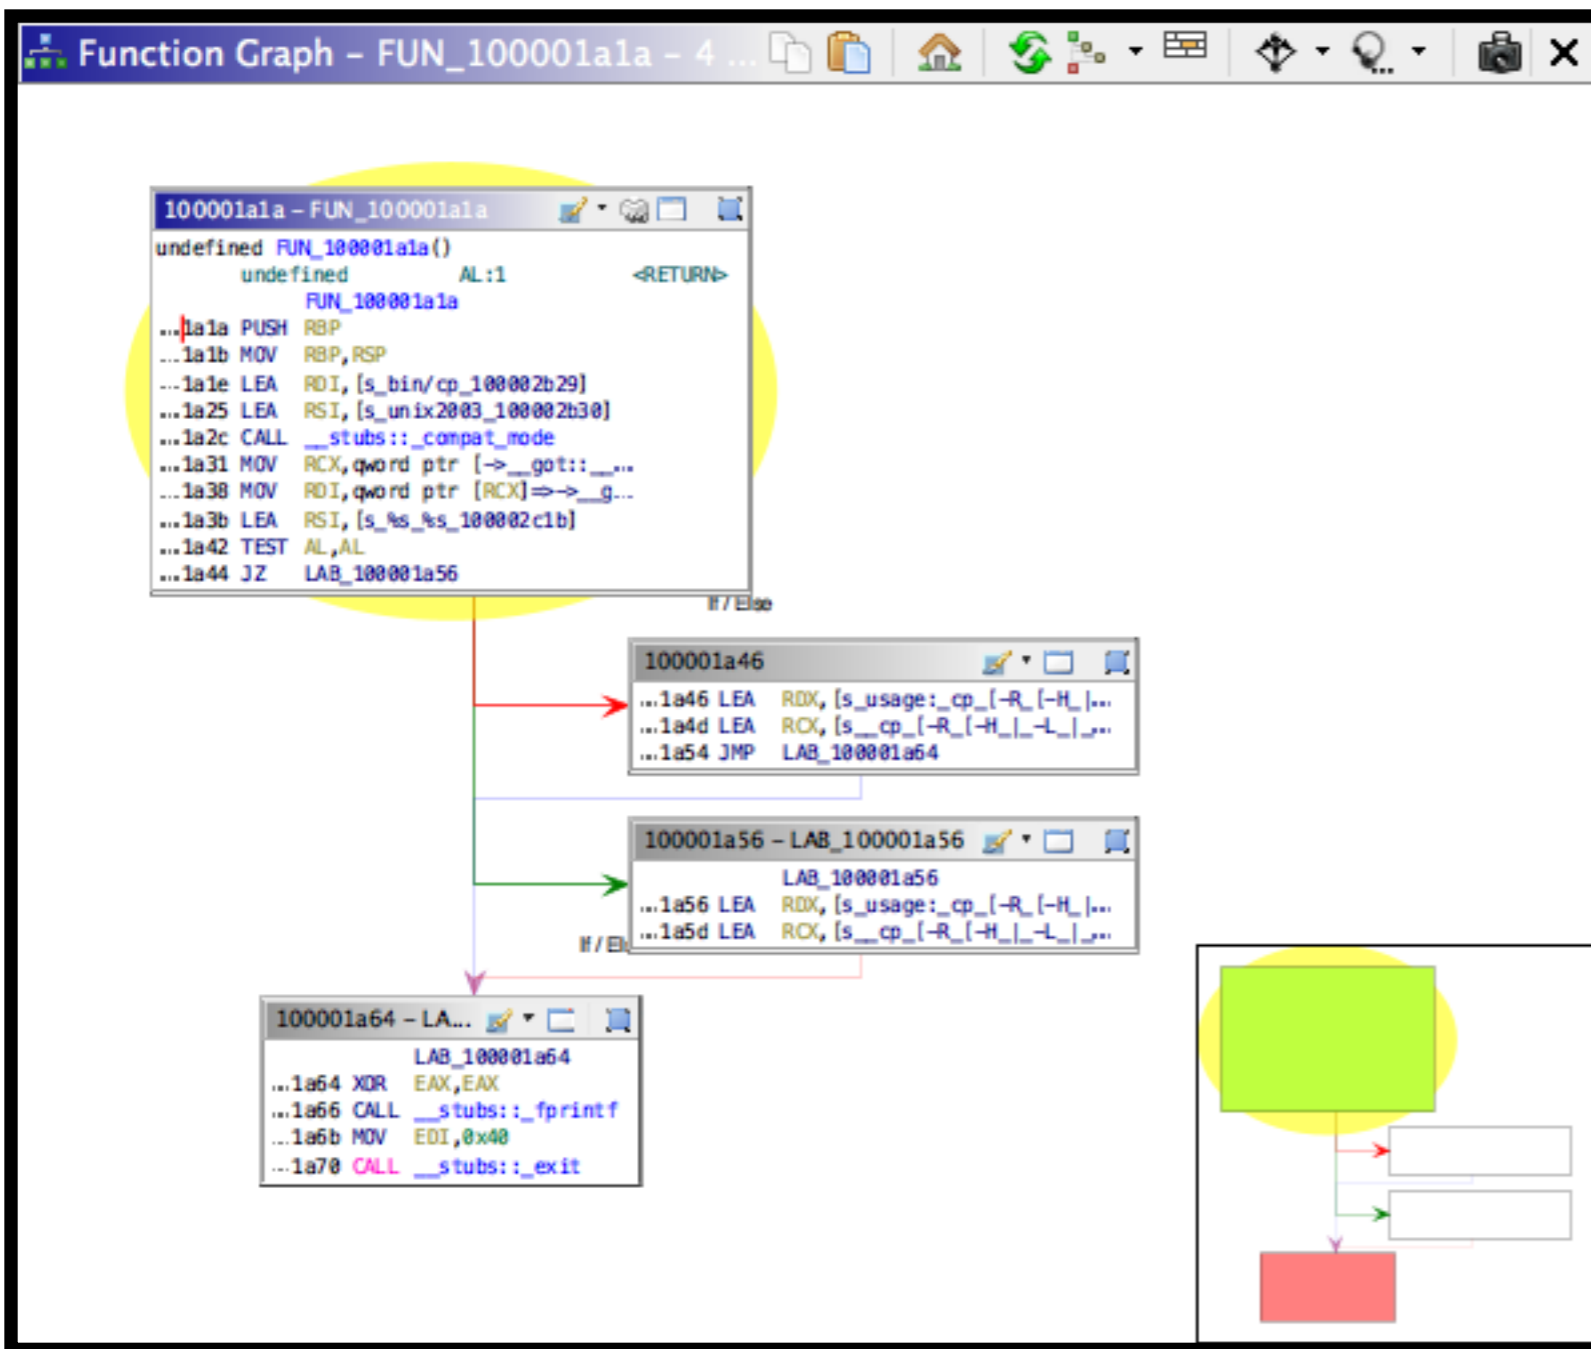 Function Graph – FUN_100001a1a – 4 ...
100001a1a – FUN_100001a1a
undefined FUN_100001a1a()
undefined AL:1 <RETURN>
FUN_100001a1a
...1a1a PUSH RBP
...1a1b MOV RBP,RSP
...1a1e LEA RDI,[s_bin/cp_100002b29]
...1a25 LEA RSI,[s_unix2003_100002b30]
...1a2c CALL __stubs::_compat_mode
...1a31 MOV RCX,qword ptr [->__got::__...
...1a38 MOV RDI,qword ptr [RCX]=>->__g...
...1a3b LEA RSI,[s_%s_%s_100002c1b]
...1a42 TEST AL,AL
...1a44 JZ LAB_100001a56
If / Else
100001a46
...1a46 LEA RDX,[s_usage:_cp_[-R_[-H_|...
...1a4d LEA RCX,[s__cp_[-R_[-H_|_-L_|_...
...1a54 JMP LAB_100001a64
100001a56 – LAB_100001a56
LAB_100001a56
...1a56 LEA RDX,[s_usage:_cp_[-R_[-H_|...
...1a5d LEA RCX,[s__cp_[-R_[-H_|_-L_|_...
If / El
100001a64 – LA...
LAB_100001a64
...1a64 XOR EAX,EAX
...1a66 CALL __stubs::_fprintf
...1a6b MOV EDI,0x40
...1a70 CALL __stubs::_exit